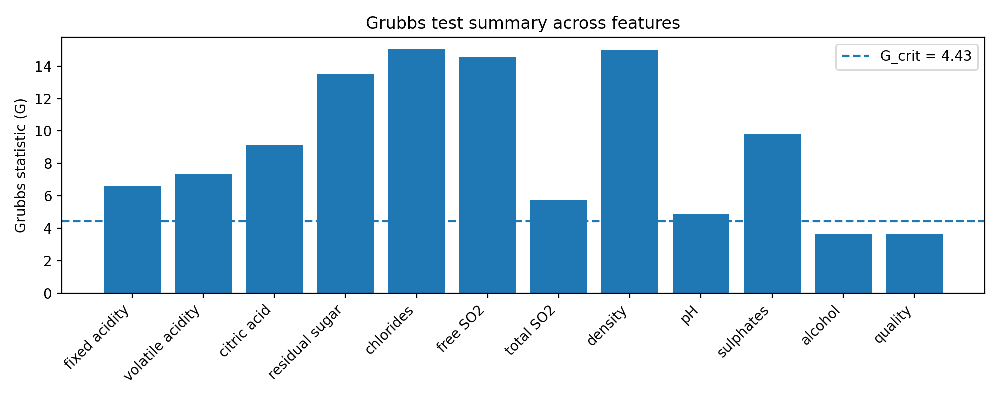 Grubbs test summary across features
G_crit = 4.43
Grubbs statistic (G)
14
12
10
8
6
4
2
0
fixed acidity
volatile acidity
citric acid
residual sugar
chlorides
free SO2
total SO2
density
pH
sulphates
alcohol
quality